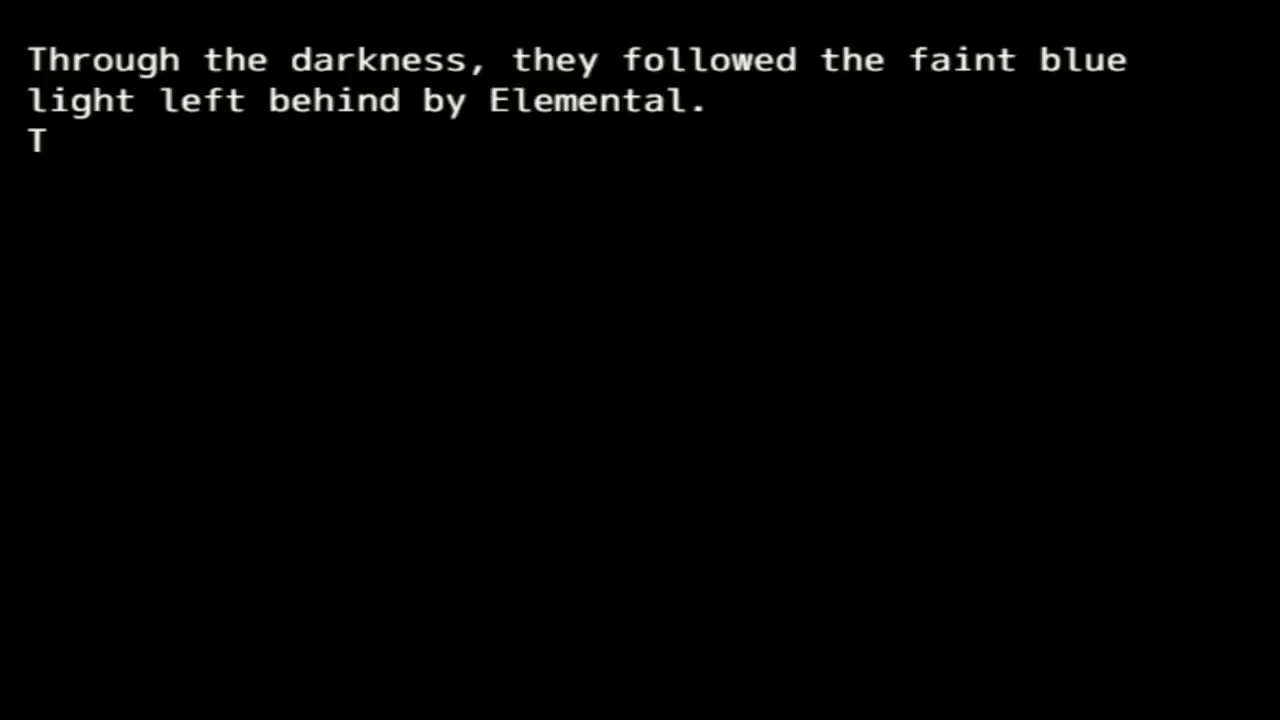 Through the darkness, they followed the faint blue
light left behind by Elemental.
T